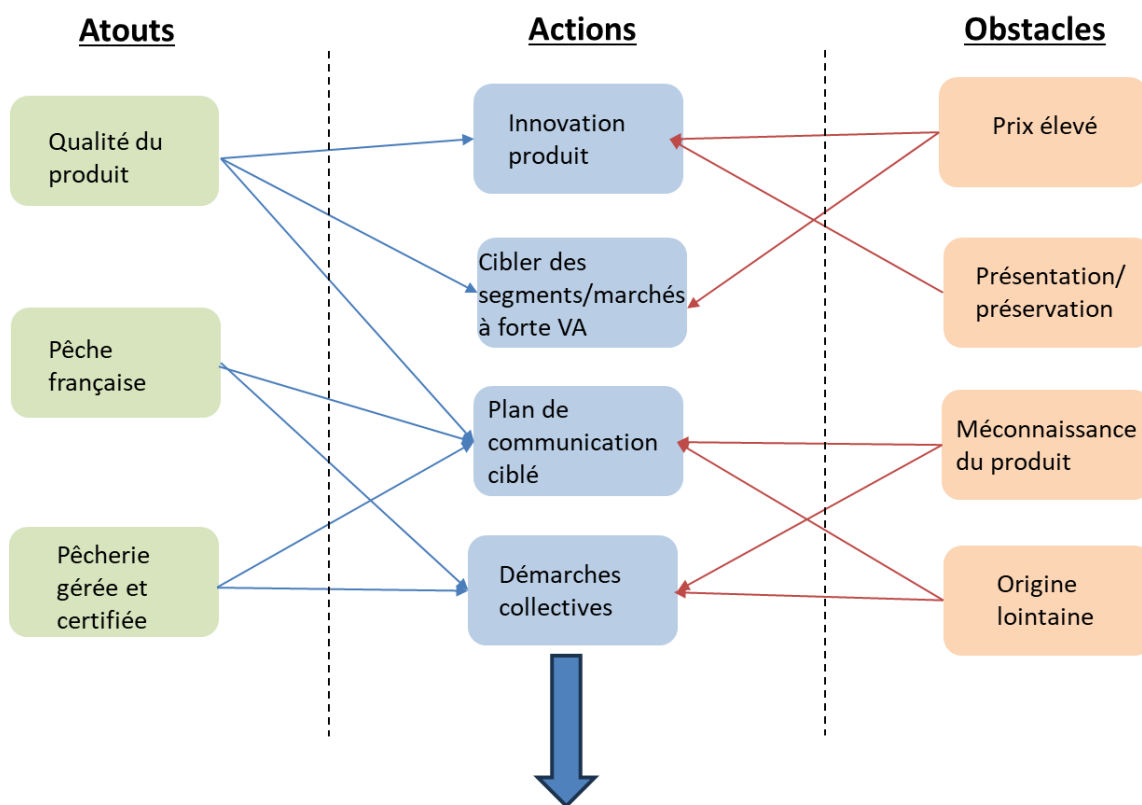 Atouts
Actions
Obstacles
Qualité du
produit
Innovation
produit
Prix élevé
Cibler des
segments/marchés
à forte VA
Présentation/
préservation
Pêche
française
Plan de
communication
ciblé
Méconnaissance
du produit
Pêcherie
gérée et
certifiée
Démarches
collectives
Origine
lointaine